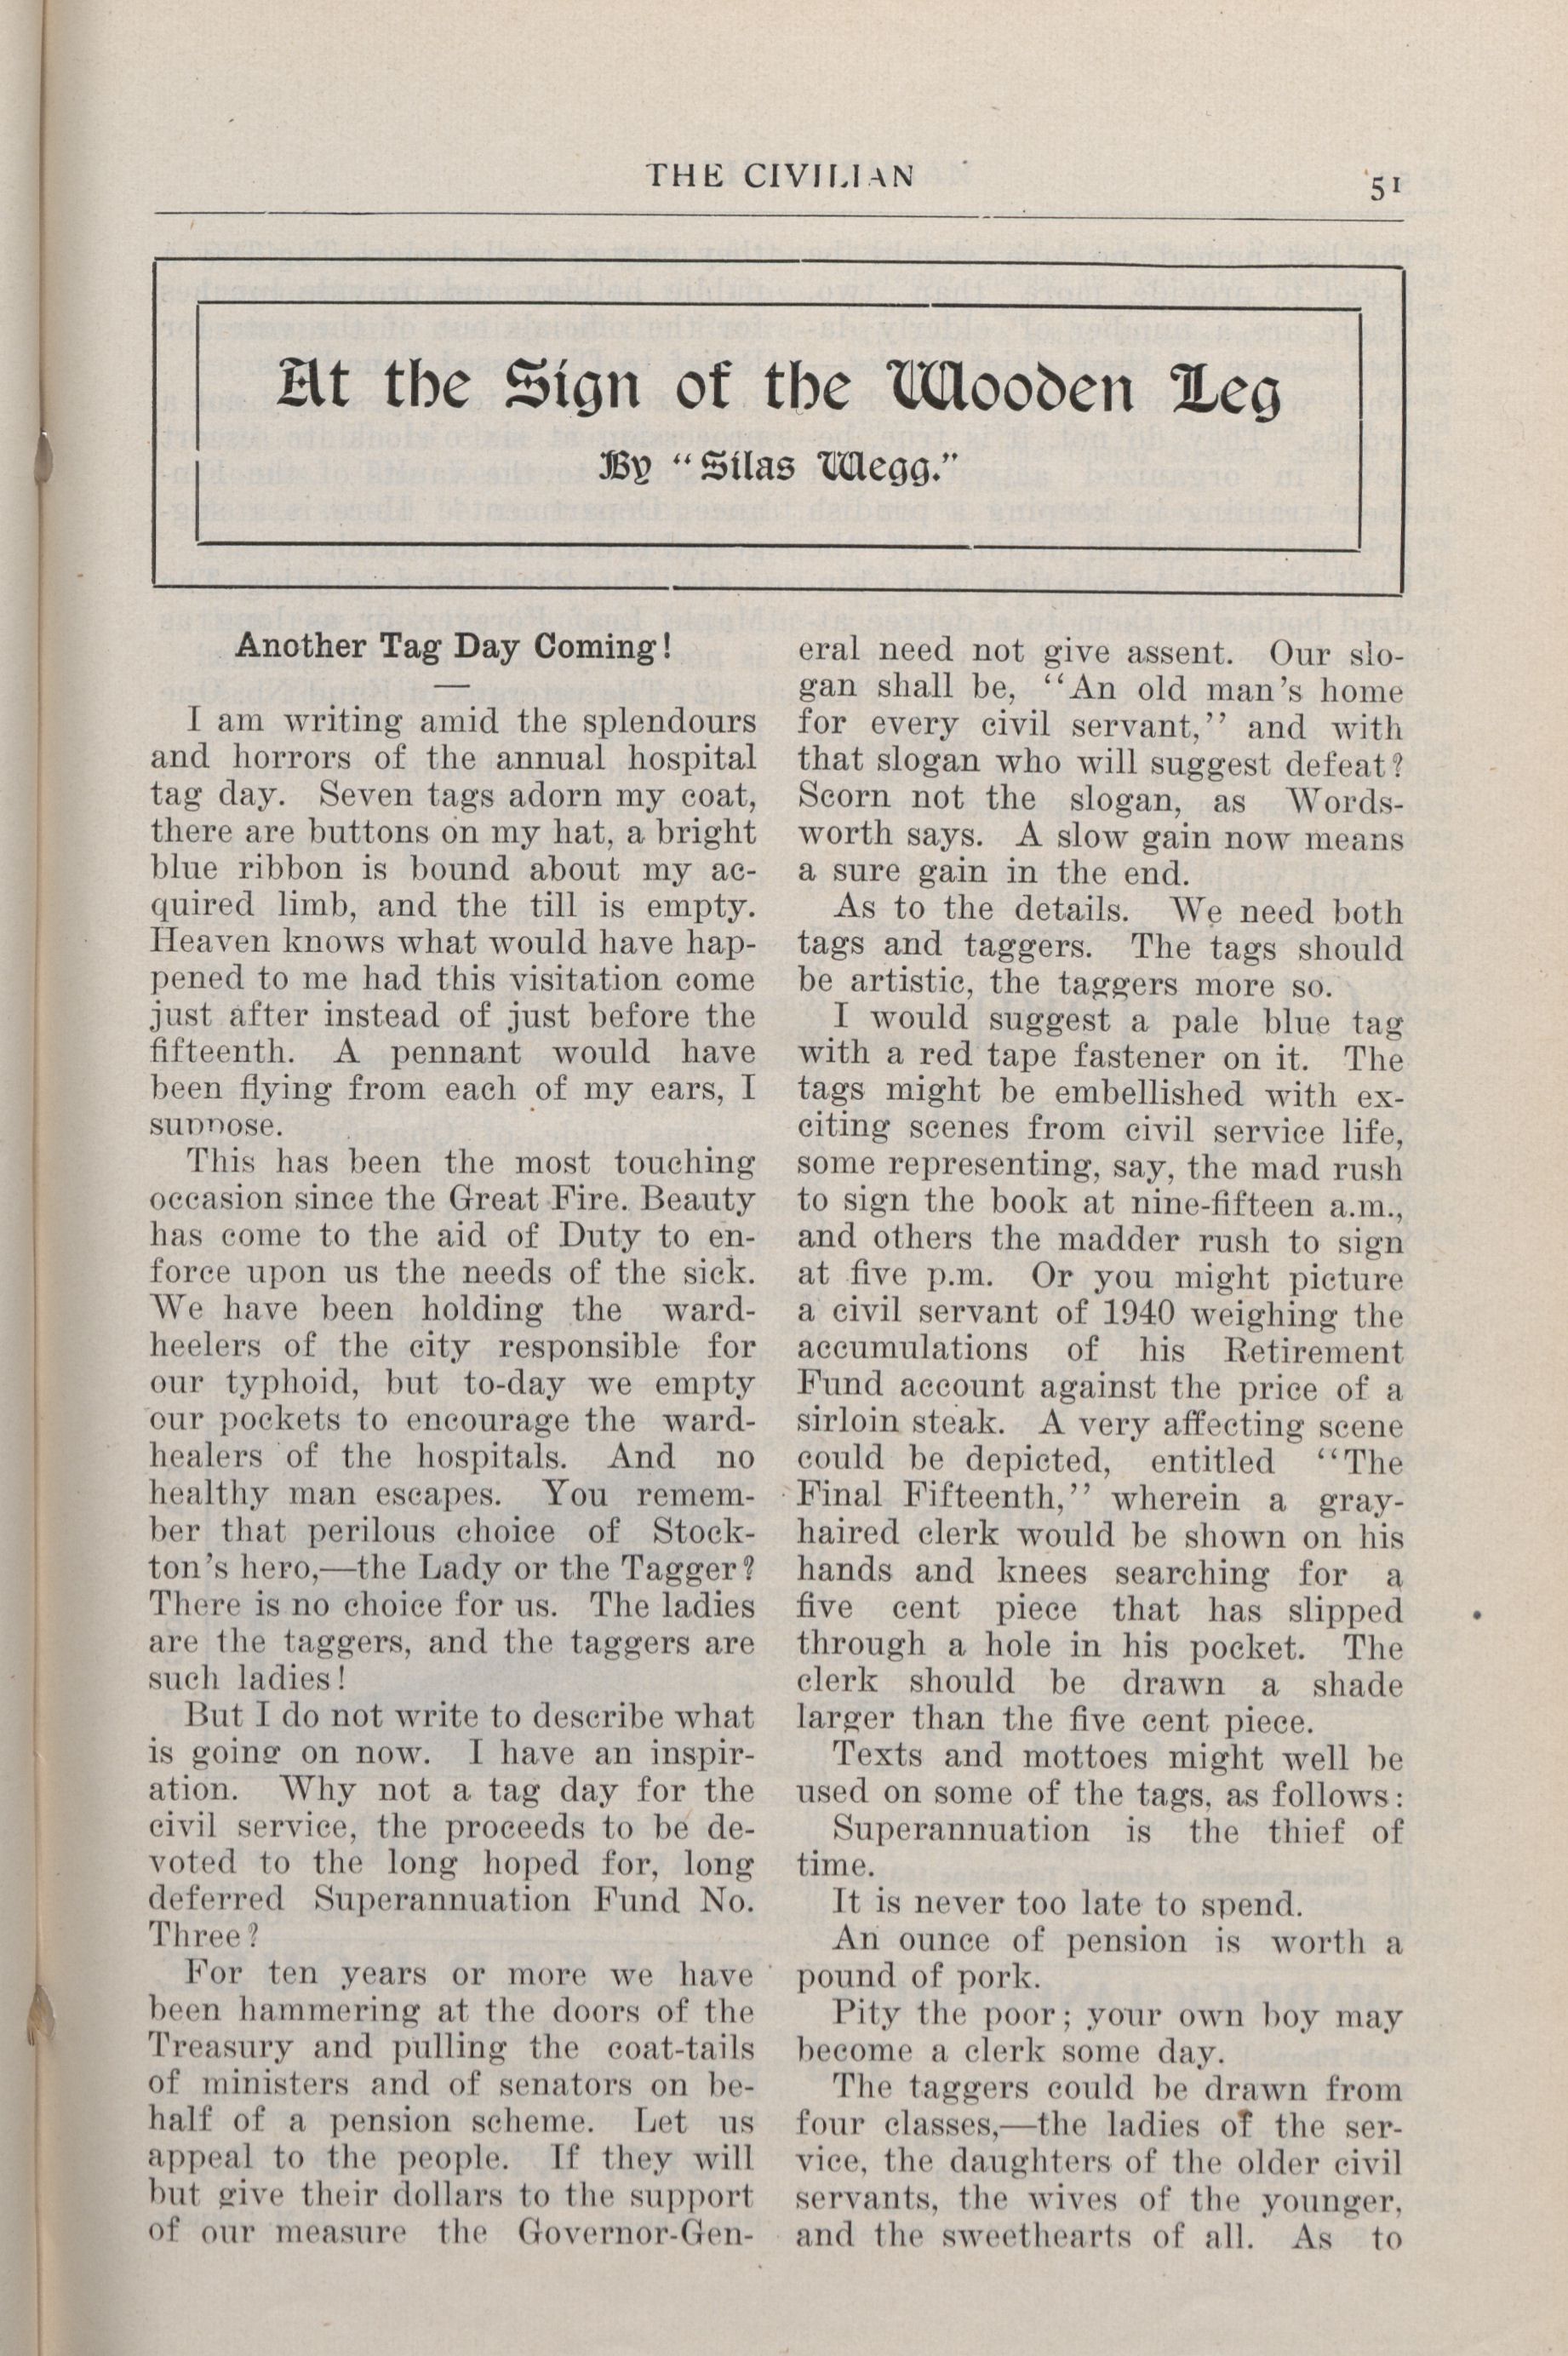 THE CIVILIAN
51
At the Sign of the Wooden Leg
By "Silas Wegg."
Another Tag Day Coming!
I am writing amid the splendours
and horrors of the annual hospital
tag day. Seven tags adorn my coat,
there are buttons on my hat, a bright
blue ribbon is bound about my ac-
quired limb, and the till is empty.
Heaven knows what would have hap-
pened to me had this visitation come
just after instead of just before the
fifteenth. A pennant would have
been flying from each of my ears, I
suppose.
This has been the most touching
occasion since the Great Fire. Beauty
has come to the aid of Duty to en-
force upon us the needs of the sick.
We have been holding the ward-
heelers of the city responsible for
our typhoid, but to-day we empty
our pockets to encourage the ward-
healers of the hospitals. And no
healthy man escapes. You remem-
ber that perilous choice of Stock-
ton's hero,—the Lady or the Tagger?
There is no choice for us. The ladies
are the taggers, and the taggers are
such ladies!
But I do not write to describe what
is going on now. I have an inspir-
ation. Why not a tag day for the
civil service, the proceeds to be de-
voted to the long hoped for, long
deferred Superannuation Fund No.
Three?
For ten years or more we have
been hammering at the doors of the
Treasury and pulling the coat-tails
of ministers and of senators on be-
half of a pension scheme. Let us
appeal to the people. If they will
but give their dollars to the support
of our measure the Governor-Gen-
eral need not give assent. Our slo-
gan shall be, "An old man's home
for every civil servant," and with
that slogan who will suggest defeat?
Scorn not the slogan, as Words-
worth says. A slow gain now means
a sure gain in the end.
As to the details. We need both
tags and taggers. The tags should
be artistic, the taggers more so.
I would suggest a pale blue tag
with a red tape fastener on it. The
tags might be embellished with ex-
citing scenes from civil service life,
some representing, say, the mad rush
to sign the book at nine-fifteen a.m.,
and others the madder rush to sign
at five p.m. Or you might picture
a civil servant of 1940 weighing the
accumulations of his Retirement
Fund account against the price of a
sirloin steak. A very affecting scene
could be depicted, entitled "The
Final Fifteenth," wherein a gray-
haired clerk would be shown on his
hands and knees searching for a
five cent piece that has slipped
through a hole in his pocket. The
clerk should be drawn a shade
larger than the five cent piece.
Texts and mottoes might well be
used on some of the tags, as follows:
Superannuation is the thief of
time.
It is never too late to spend.
An ounce of pension is worth a
pound of pork.
Pity the poor; your own boy may
become a clerk some day.
The taggers could be drawn from
four classes,—the ladies of the ser-
vice, the daughters of the older civil
servants, the wives of the younger,
and the sweethearts of all. As to